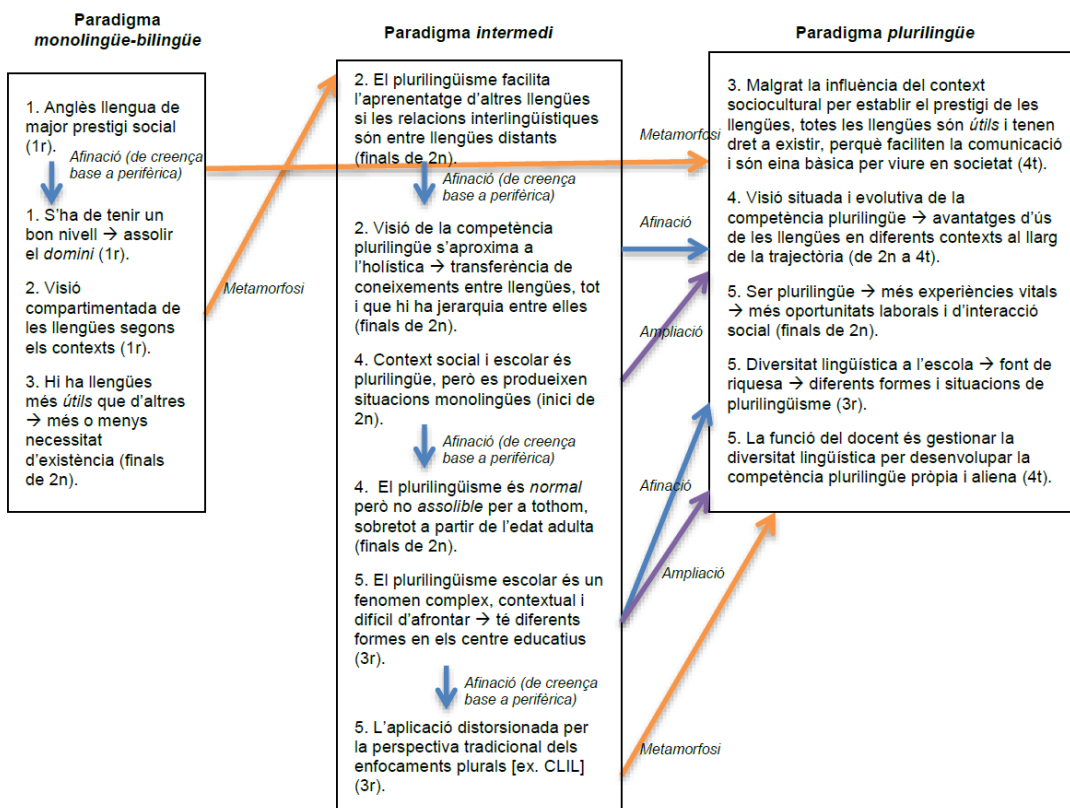 Paradigma
monolingüe-bilingüe
1. Anglès llengua de
major prestigi social
(1r).
Afinació (de creença
base a perifèrica)
1. S'ha de tenir un
bon nivell → assolir
el domini (1r).
2. Visió
compartimentada de
les llengües segons
els contexts (1r).
3. Hi ha llengües
més útils que d'altres
→ més o menys
necessitat
d'existència (finals
de 2n).
Metamorfosi
Paradigma intermedi
2. El plurilingüisme facilita
l'aprenentatge d'altres llengües
si les relacions interlingüístiques
són entre llengües distants
(finals de 2n).
Afinació (de creença
base a perifèrica)
2. Visió de la competència
plurilingüe s'aproxima a
l'holística → transferència de
coneixements entre llengües, tot
i que hi ha jerarquia entre elles
(finals de 2n).
4. Context social i escolar és
plurilingüe, però es produeixen
situacions monolingües (inici de
2n).
Afinació (de creença
base a perifèrica)
4. El plurilingüisme és normal
però no assolible per a tothom,
sobretot a partir de l'edat adulta
(finals de 2n).
5. El plurilingüisme escolar és un
fenomen complex, contextual i
difícil d'afrontar → té diferents
formes en els centre educatius
(3r).
Afinació (de creença
base a perifèrica)
5. L'aplicació distorsionada per
la perspectiva tradicional dels
enfocaments plurals [ex. CLIL]
(3r).
Metamorfosi
Afinació
Ampliació
Afinació
Ampliació
Metamorfosi
Paradigma plurilingüe
3. Malgrat la influència del context
sociocultural per establir el prestigi de les
llengües, totes les llengües són útils i tenen
dret a existir, perquè faciliten la comunicació
i són eina bàsica per viure en societat (4t).
4. Visió situada i evolutiva de la
competència plurilingüe → avantatges d'ús
de les llengües en diferents contexts al llarg
de la trajectòria (de 2n a 4t).
5. Ser plurilingüe → més experiències vitals
→ més oportunitats laborals i d'interacció
social (finals de 2n).
5. Diversitat lingüística a l'escola → font de
riquesa → diferents formes i situacions de
plurilingüisme (3r).
5. La funció del docent és gestionar la
diversitat lingüística per desenvolupar la
competència plurilingüe pròpia i aliena (4t).